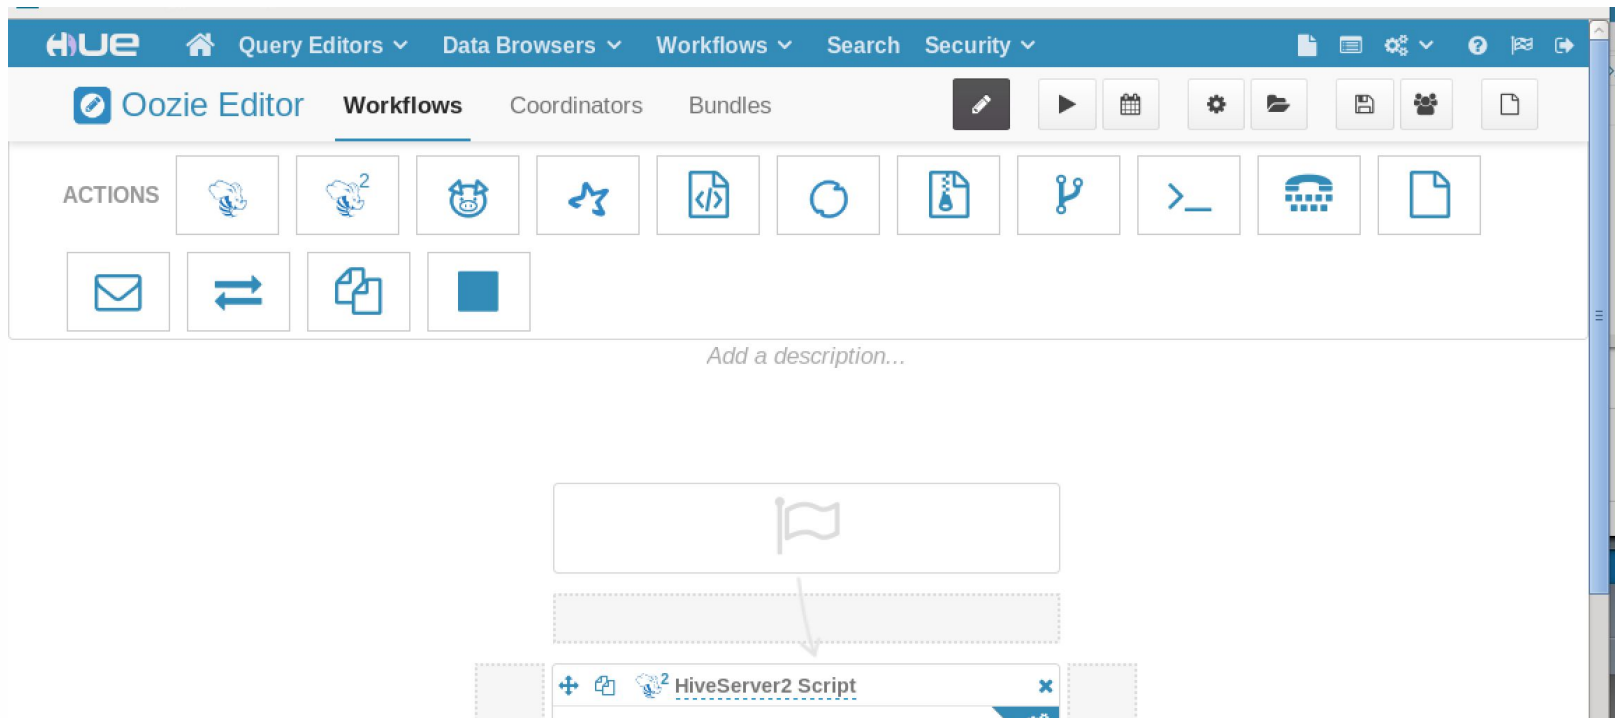 HUE Query Editors Data Browsers Workflows Search Security
Oozie Editor Workflows Coordinators Bundles
ACTIONS
2
Add a description...
2 HiveServer2 Script